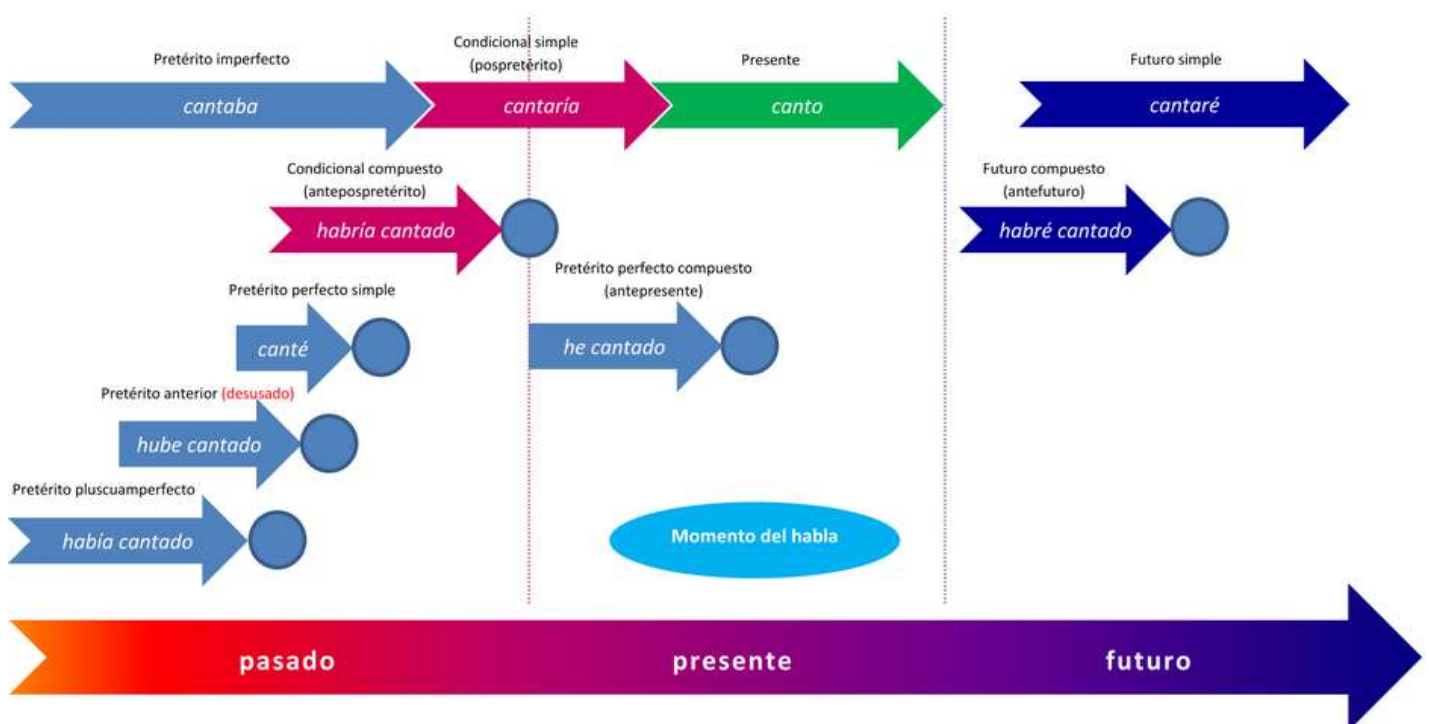 Pretérito imperfecto
cantaba
Condicional simple
(pospretérito)
cantaría
Presente
canto
Futuro simple
cantaré
Condicional compuesto
(antepospretérito)
habría cantado
Futuro compuesto
(antefuturo)
habré cantado
Pretérito perfecto simple
canté
Pretérito perfecto compuesto
(antepresente)
he cantado
Pretérito anterior (desusado)
hube cantado
Pretérito pluscuamperfecto
había cantado
Momento del habla
pasado
presente
futuro